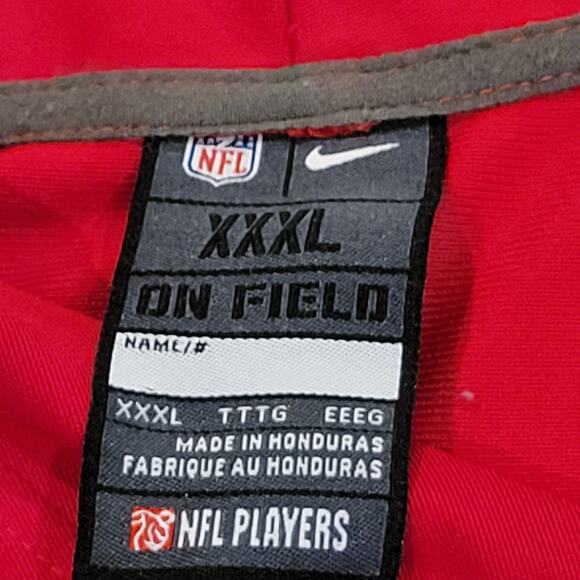 NFL
XXXL
ON FIELD
NAME/#
XXXL TTTG EEEG
MADE IN HONDURAS
FABRIQUE AU HONDURAS
NFL PLAYERS